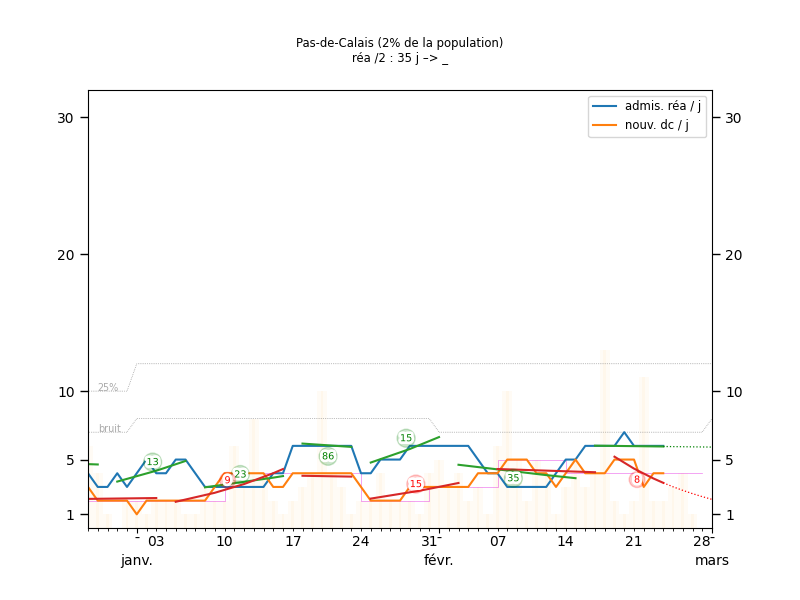 Pas-de-Calais (2% de la population)
réa /2 : 35 j –> _
admis. réa / j
nouv. dc / j
30 30
20 20
10 10
5 5
1 1
25%
bruit
13
9
23
86
15
15
35
8
03 10 17 24 31 07 14 21 28
janv. févr. mars